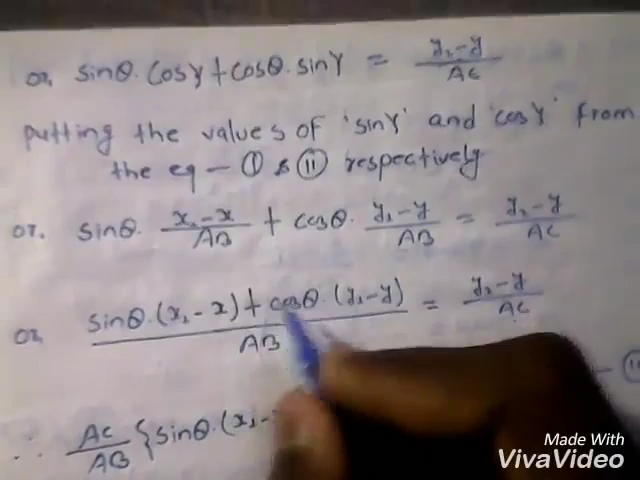 or, sinθ. cosγ + cosθ. sinγ = y₂-y/AC
putting the values of 'sinγ' and 'cosγ' from
the eq - Ⓘ & ⑪ respectively
or, sinθ. x₁-x/AB + cosθ. y₁-y/AB = y₂-y/AC
or sinθ.(x₁-x) + cosθ.(y₁-y)/AB = y₂-y/AC
∴ AC/AB {sinθ.(x₁-
Made With
VivaVideo